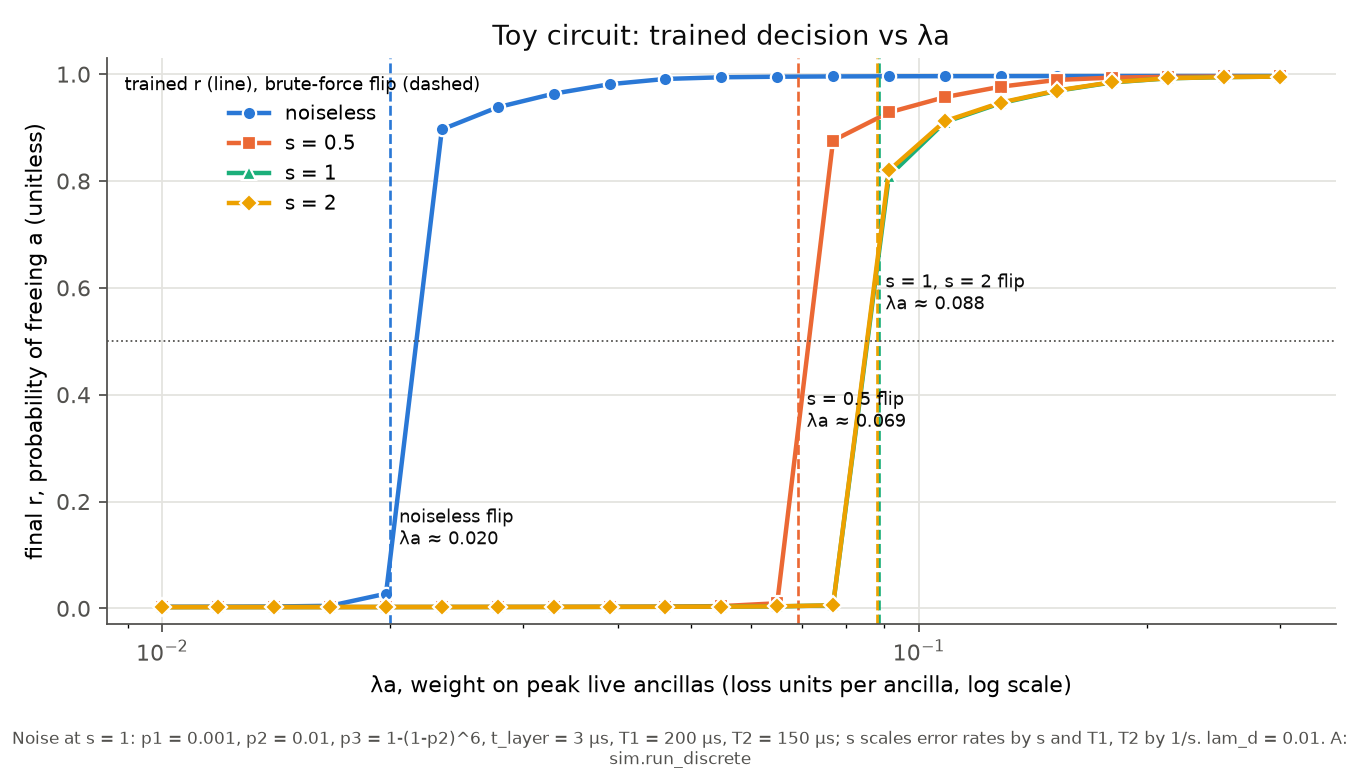 Toy circuit: trained decision vs λa
trained r (line), brute-force flip (dashed)
noiseless
s = 0.5
s = 1
s = 2
final r, probability of freeing a (unitless)
1.0
0.8
0.6
0.4
0.2
0.0
s = 1, s = 2 flip
λa ≈ 0.088
s = 0.5 flip
λa ≈ 0.069
noiseless flip
λa ≈ 0.020
10⁻²
10⁻¹
λa, weight on peak live ancillas (loss units per ancilla, log scale)
Noise at s = 1: p1 = 0.001, p2 = 0.01, p3 = 1-(1-p2)^6, t_layer = 3 μs, T1 = 200 μs, T2 = 150 μs; s scales error rates by s and T1, T2 by 1/s. lam_d = 0.01. A:
sim.run_discrete